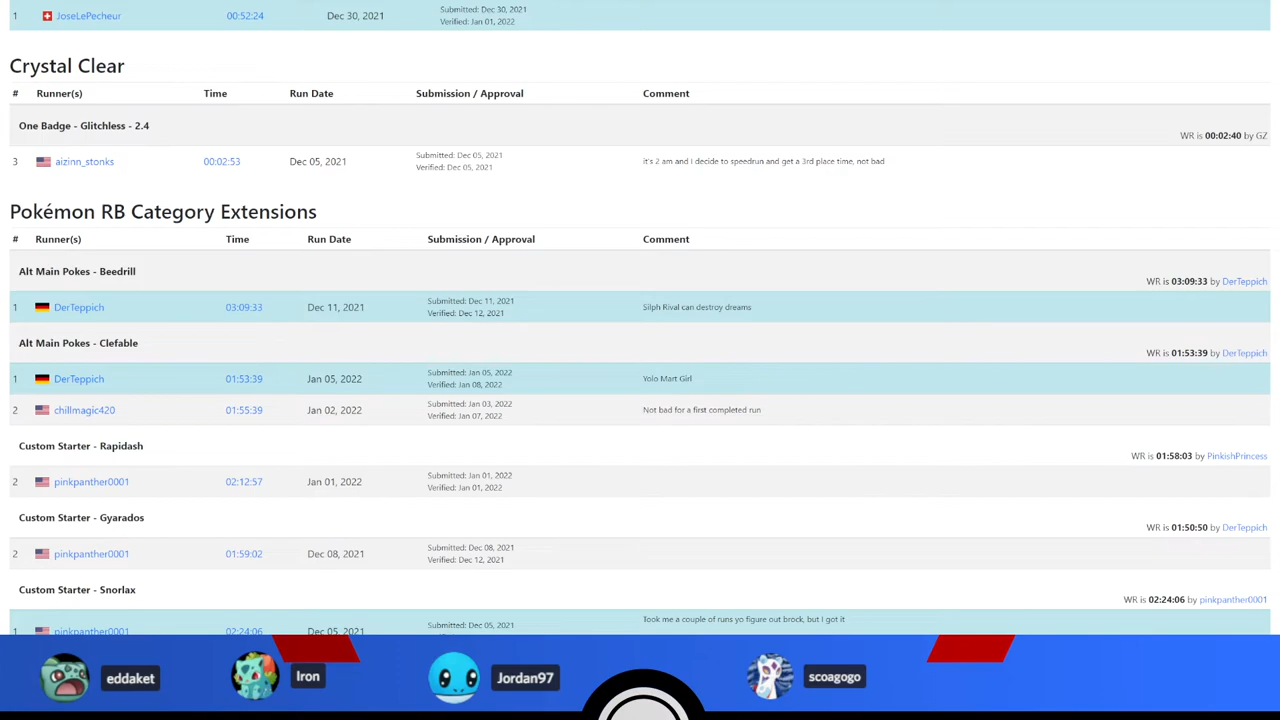 1 JoseLePecheur 00:52:24 Dec 30, 2021 Submitted: Dec 30, 2021
Verified: Jan 01, 2022
Crystal Clear
# Runner(s) Time Run Date Submission / Approval Comment
One Badge - Glitchless - 2.4
WR is 00:02:40 by GZ
3 aizinn_stonks 00:02:53 Dec 05, 2021 Submitted: Dec 05, 2021 it's 2 am and I decide to speedrun and get a 3rd place time, not bad
Verified: Dec 05, 2021
Pokémon RB Category Extensions
# Runner(s) Time Run Date Submission / Approval Comment
Alt Main Pokes - Beedrill
WR is 03:09:33 by DerTeppich
1 DerTeppich 03:09:33 Dec 11, 2021 Submitted: Dec 11, 2021 Silph Rival can destroy dreams
Verified: Dec 12, 2021
Alt Main Pokes - Clefable
WR is 01:53:39 by DerTeppich
1 DerTeppich 01:53:39 Jan 05, 2022 Submitted: Jan 05, 2022 Yolo Mart Girl
Verified: Jan 08, 2022
2 chillmagic420 01:55:39 Jan 02, 2022 Submitted: Jan 03, 2022 Not bad for a first completed run
Verified: Jan 07, 2022
Custom Starter - Rapidash
WR is 01:58:03 by PinkishPrincess
2 pinkpanther0001 02:12:57 Jan 01, 2022 Submitted: Jan 01, 2022
Verified: Jan 01, 2022
Custom Starter - Gyarados
WR is 01:50:50 by DerTeppich
2 pinkpanther0001 01:59:02 Dec 08, 2021 Submitted: Dec 08, 2021
Verified: Dec 12, 2021
Custom Starter - Snorlax
WR is 02:24:06 by pinkpanther0001
1 pinkpanther0001 02:24:06 Dec 05, 2021 Submitted: Dec 05, 2021 Took me a couple of runs yo figure out brock, but I got it
eddaket Iron Jordan97 scoagogo